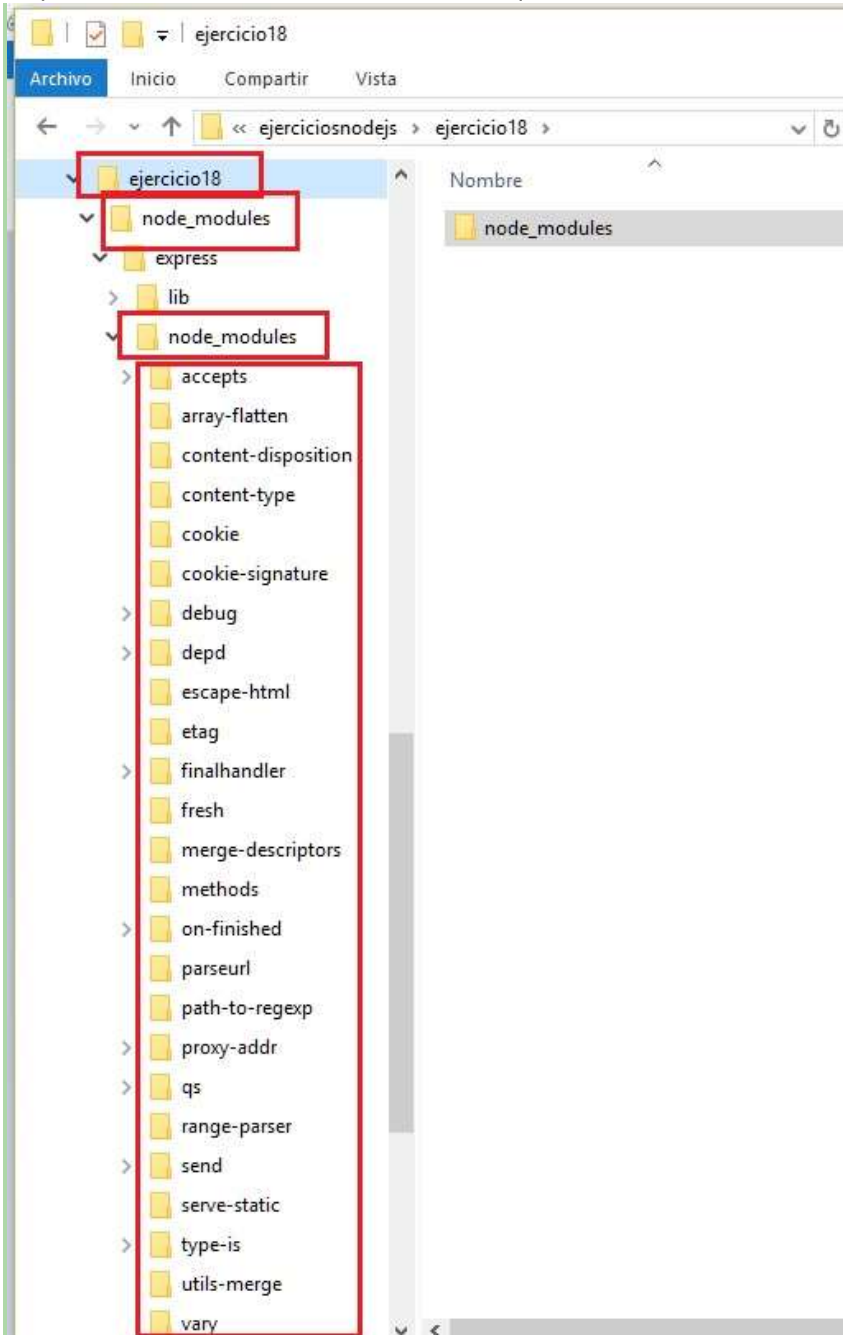 ejercicio18
Archivo Inicio Compartir Vista
« ejerciciosnodejs > ejercicio18 >
ejercicio18
node_modules
express
lib
node_modules
accepts
array-flatten
content-disposition
content-type
cookie
cookie-signature
debug
depd
escape-html
etag
finalhandler
fresh
merge-descriptors
methods
on-finished
parseurl
path-to-regexp
proxy-addr
qs
range-parser
send
serve-static
type-is
utils-merge
vary
Nombre
node_modules